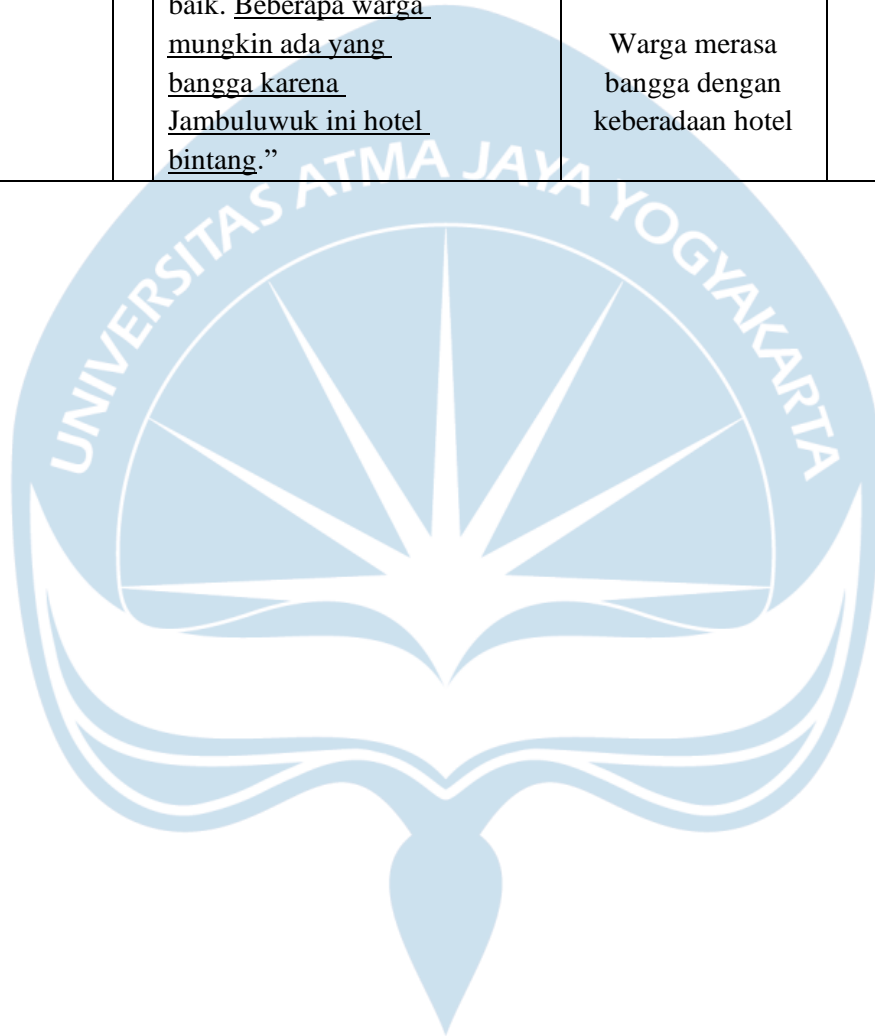 baik. Beberapa warga
mungkin ada yang
bangga karena
Jambuluwuk ini hotel
bintang.”
Warga merasa
bangga dengan
keberadaan hotel
UNIVERSITAS ATMA JAYA YOGYAKARTA